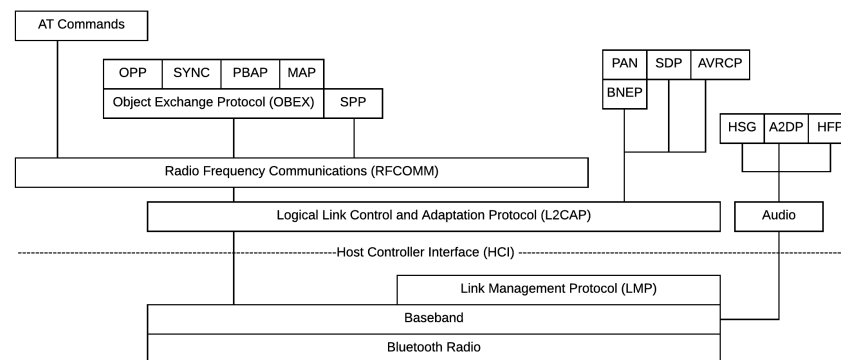 AT Commands
OPP SYNC PBAP MAP
PAN SDP AVRCP
Object Exchange Protocol (OBEX) SPP
BNEP
HSG A2DP HFP
Radio Frequency Communications (RFCOMM)
Logical Link Control and Adaptation Protocol (L2CAP)
Audio
Host Controller Interface (HCI)
Link Management Protocol (LMP)
Baseband
Bluetooth Radio